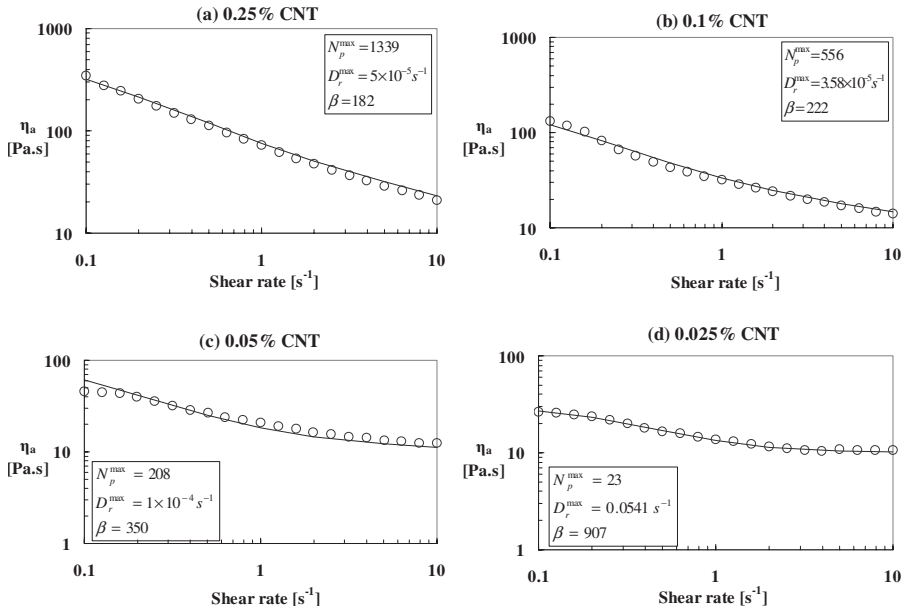 (a) 0.25% CNT
1000
100
10
η_a
[Pa.s]
N_p^max = 1339
D_r^max = 5×10^-5 s^-1
β = 182
0.1
1
10
Shear rate [s^-1]
(b) 0.1% CNT
1000
100
10
η_a
[Pa.s]
N_p^max = 556
D_r^max = 3.58×10^-5 s^-1
β = 222
0.1
1
10
Shear rate [s^-1]
(c) 0.05% CNT
100
10
1
η_a
[Pa.s]
N_p^max = 208
D_r^max = 1×10^-4 s^-1
β = 350
0.1
1
10
Shear rate [s^-1]
(d) 0.025% CNT
100
10
1
η_a
[Pa.s]
N_p^max = 23
D_r^max = 0.0541 s^-1
β = 907
0.1
1
10
Shear rate [s^-1]